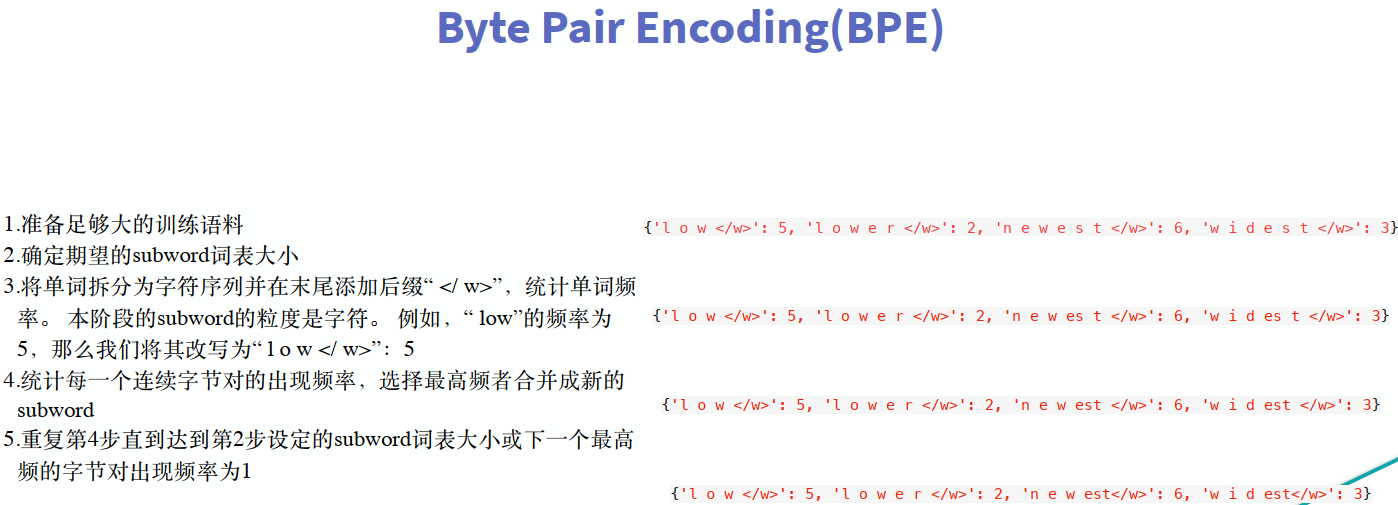 Byte Pair Encoding(BPE)
1.准备足够大的训练语料
2.确定期望的subword词表大小
3.将单词拆分为字符序列并在末尾添加后缀“ </ w>”，统计单词频
率。 本阶段的subword的粒度是字符。 例如，“ low”的频率为
5，那么我们将其改写为“ l o w </ w>”：5
4.统计每一个连续字节对的出现频率，选择最高频者合并成新的
subword
5.重复第4步直到达到第2步设定的subword词表大小或下一个最高
频的字节对出现频率为1
{'l o w </w>': 5, 'l o w e r </w>': 2, 'n e w e s t </w>': 6, 'w i d e s t </w>': 3}
{'l o w </w>': 5, 'l o w e r </w>': 2, 'n e w es t </w>': 6, 'w i d es t </w>': 3}
{'l o w </w>': 5, 'l o w e r </w>': 2, 'n e w est </w>': 6, 'w i d est </w>': 3}
{'l o w </w>': 5, 'l o w e r </w>': 2, 'n e w est</w>': 6, 'w i d est</w>': 3}